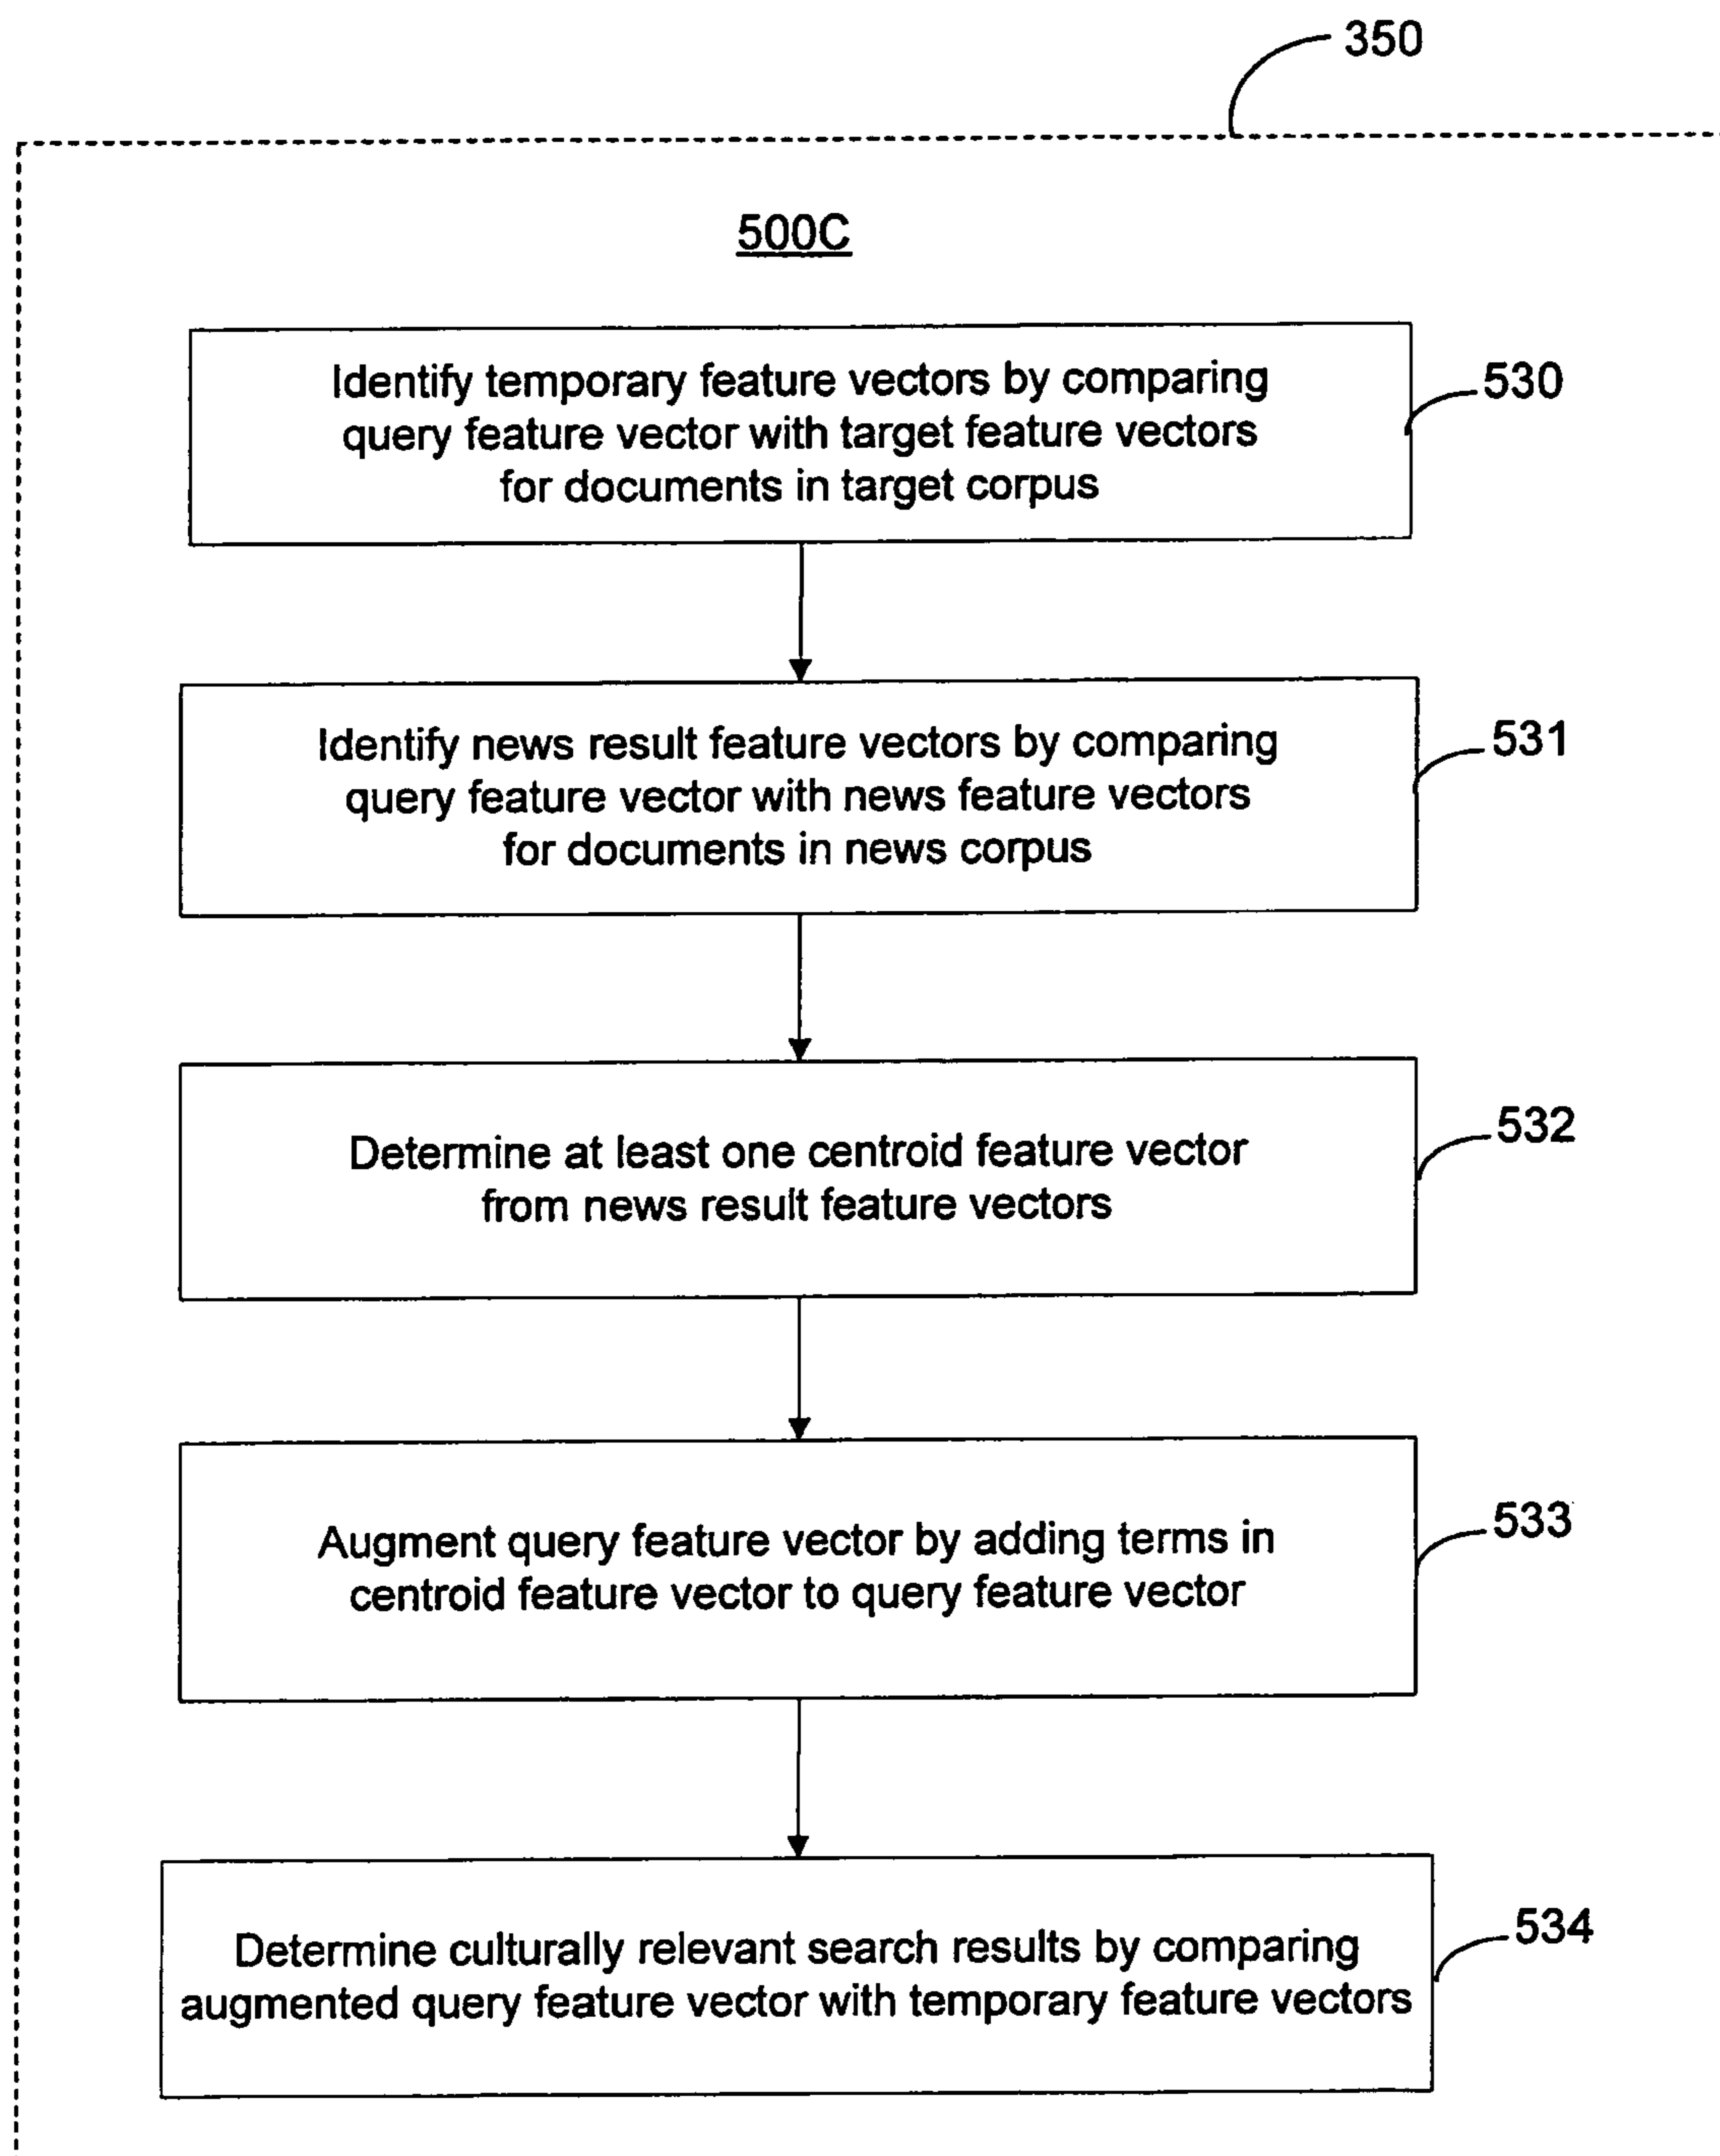 350
500C
Identify temporary feature vectors by comparing
query feature vector with target feature vectors
for documents in target corpus
530
Identify news result feature vectors by comparing
query feature vector with news feature vectors
for documents in news corpus
531
Determine at least one centroid feature vector
from news result feature vectors
532
Augment query feature vector by adding terms in
centroid feature vector to query feature vector
533
Determine culturally relevant search results by comparing
augmented query feature vector with temporary feature vectors
534